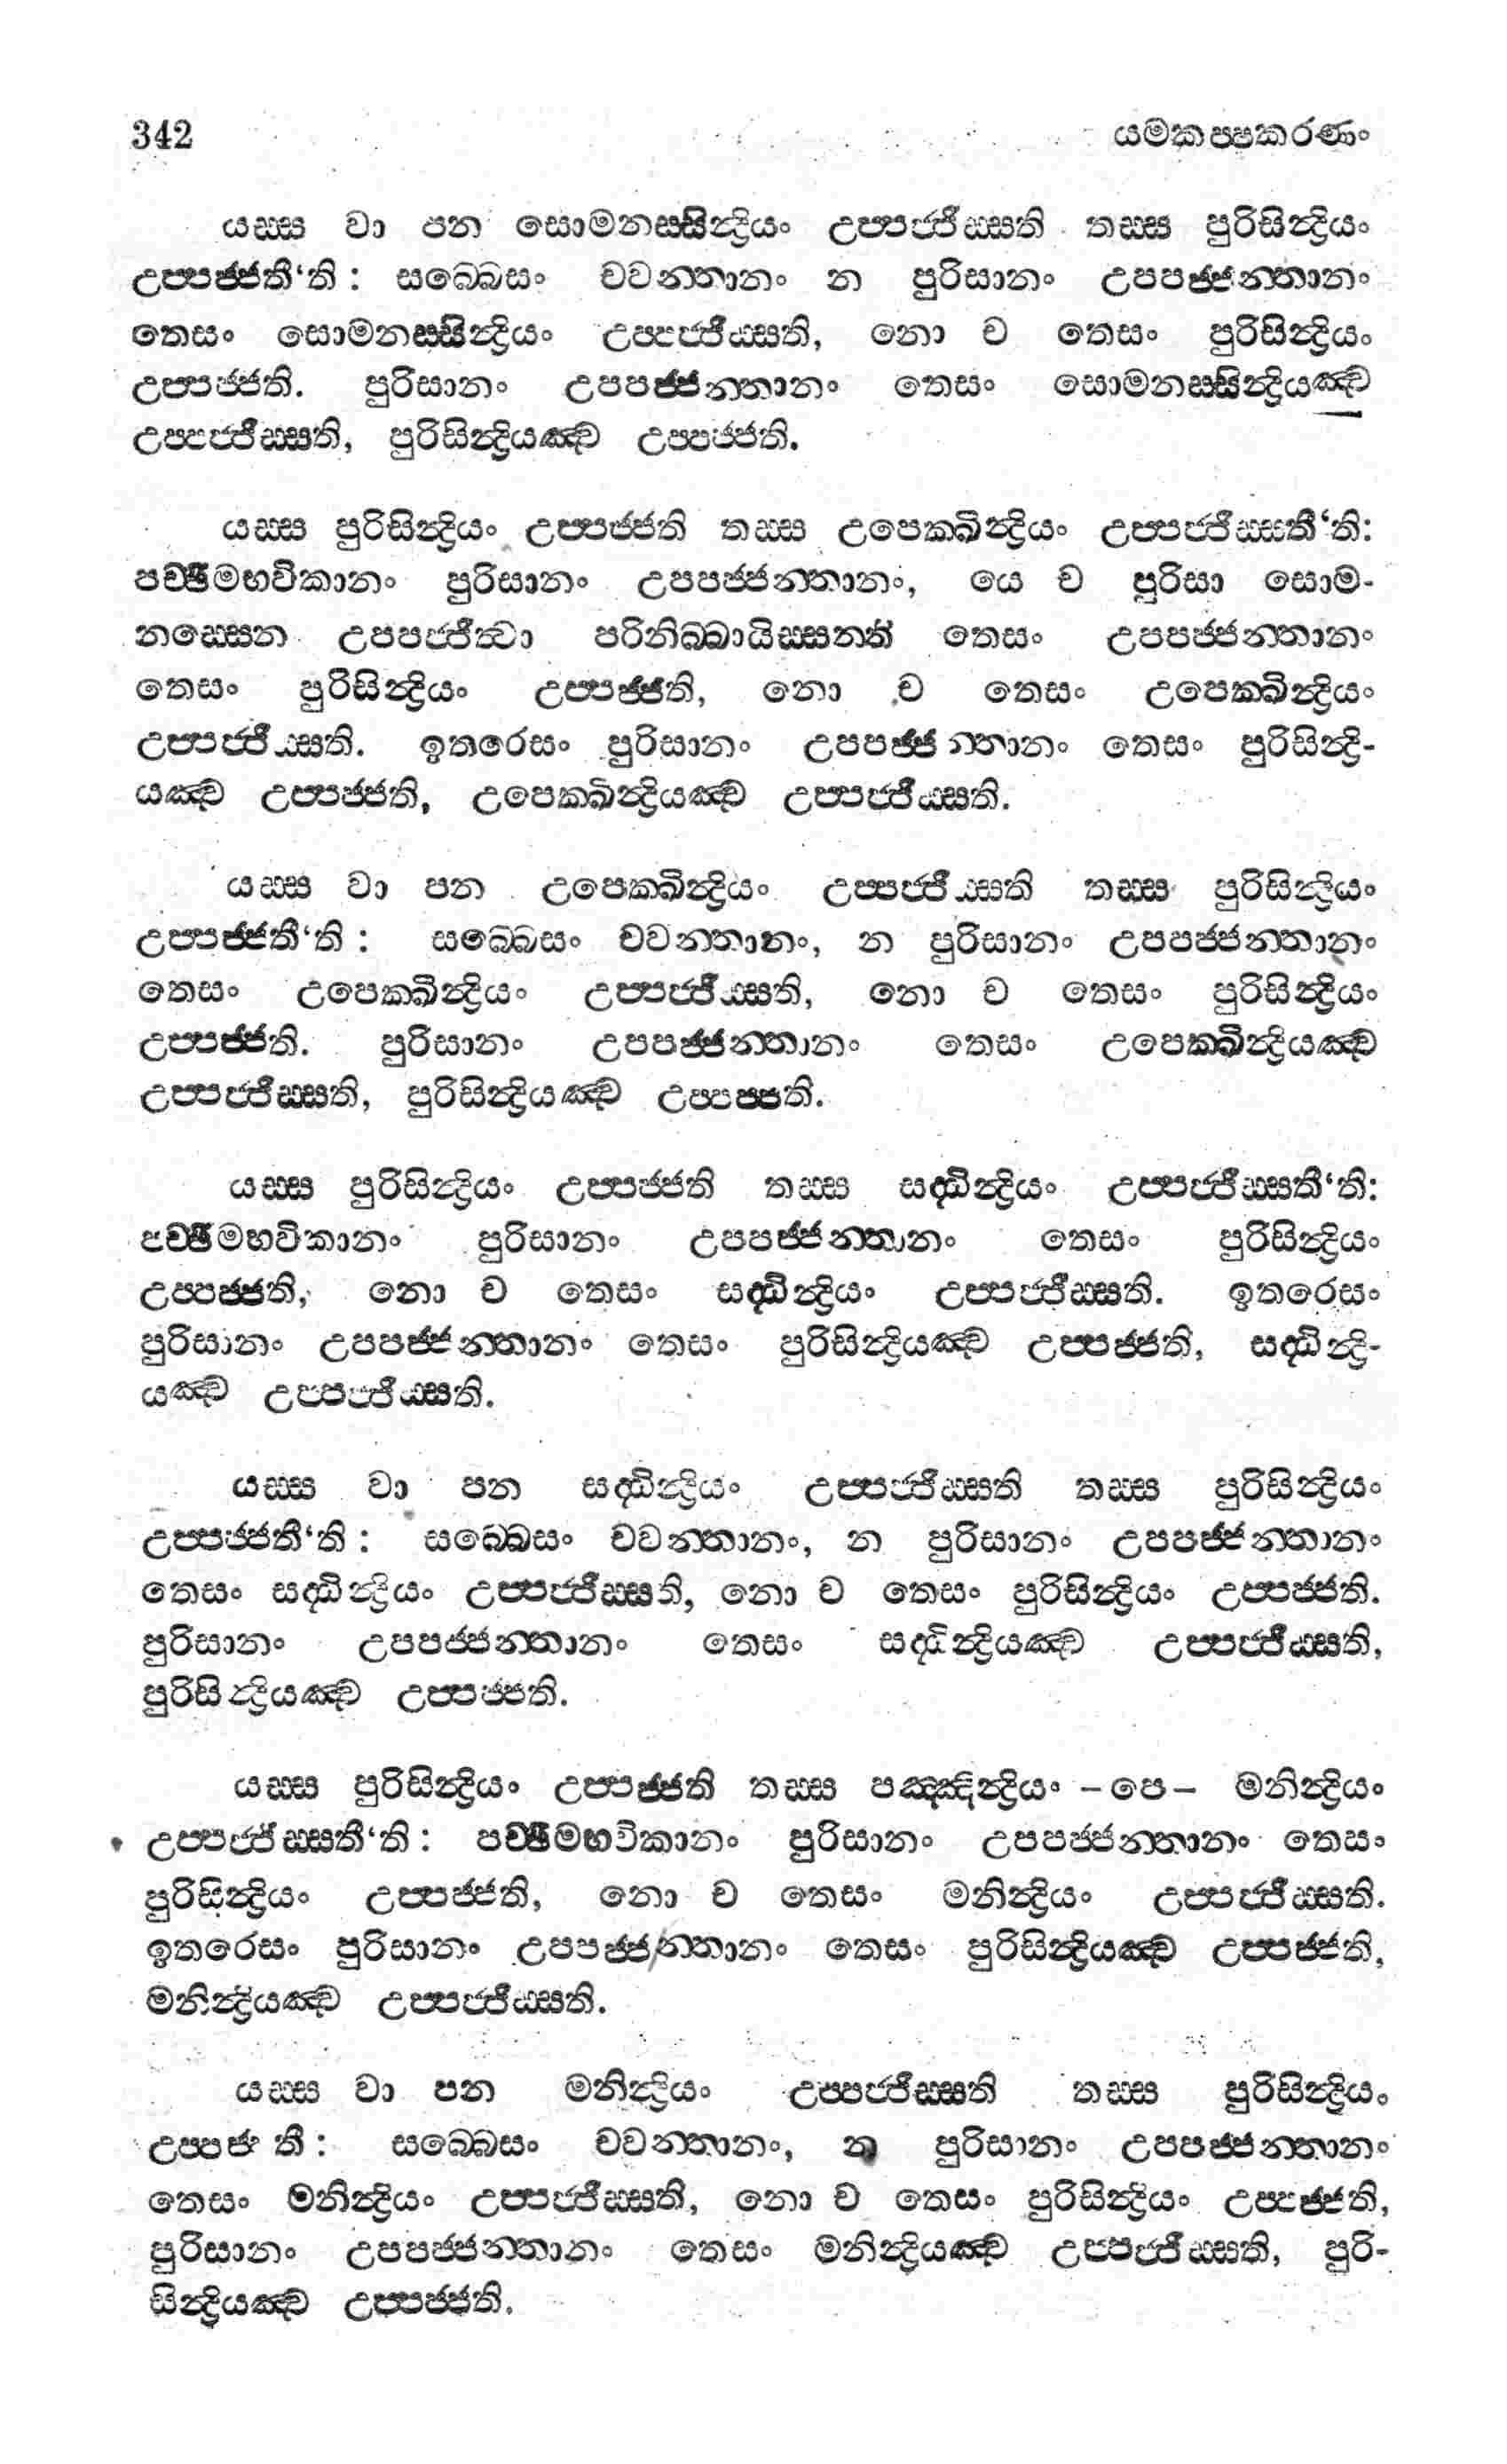 342 යමකප්පකරණං
යස්ස වා පන සොමනස්සින්ද්‍රියං උප්පජ්ජිස්සති තස්ස පුරිසින්ද්‍රියං
උප්පජ්ජතී‘ති : සබ්බෙසං චවන්තානං න පුරිසානං උපපජ්ජන්තානං
තෙසං සොමනස්සින්ද්‍රියං උප්පජ්ජිස්සති, නො ච තෙසං පුරිසින්ද්‍රියං
උප්පජ්ජති. පුරිසානං උපපජ්ජන්තානං තෙසං සොමනස්සින්ද්‍රියඤ්ච
උප්පජ්ජිස්සති, පුරිසින්ද්‍රියඤ්ච උප්පජ්ජති.
යස්ස පුරිසින්ද්‍රියං උප්පජ්ජති තස්ස උපෙක්ඛින්ද්‍රියං උප්පජ්ජිස්සතී‘ති:
පච්ඡිමභවිකානං පුරිසානං උපපජ්ජන්තානං, යෙ ච පුරිසා සොම-
නස්සෙන උපපජ්ජිත්‍වා පරිනිබ්බායිස්සන්ති තෙසං උපපජ්ජන්තානං
තෙසං පුරිසින්ද්‍රියං උප්පජ්ජති, නො ච තෙසං උපෙක්ඛින්ද්‍රියං
උප්පජ්ජිස්සති. ඉතරෙසං පුරිසානං උපපජ්ජන්තානං තෙසං පුරිසින්ද්‍රි-
යඤ්ච උප්පජ්ජති, උපෙක්ඛින්ද්‍රියඤ්ච උප්පජ්ජිස්සති.
යස්ස වා පන උපෙක්ඛින්ද්‍රියං උප්පජ්ජිස්සති තස්ස පුරිසින්ද්‍රියං
උප්පජ්ජතී‘ති : සබ්බෙසං චවන්තානං, න පුරිසානං උපපජ්ජන්තානං
තෙසං උපෙක්ඛින්ද්‍රියං උප්පජ්ජිස්සති, නො ච තෙසං පුරිසින්ද්‍රියං
උප්පජ්ජති. පුරිසානං උපපජ්ජන්තානං තෙසං උපෙක්ඛින්ද්‍රියඤ්ච
උප්පජ්ජිස්සති, පුරිසින්ද්‍රියඤ්ච උප්පප්පති.
යස්ස පුරිසින්ද්‍රියං උප්පජ්ජති තස්ස සද්ධින්ද්‍රියං උප්පජ්ජිස්සතී‘ති:
පච්ඡිමභවිකානං පුරිසානං උපපජ්ජන්තානං තෙසං පුරිසින්ද්‍රියං
උප්පජ්ජති, නො ච තෙසං සද්ධින්ද්‍රියං උප්පජ්ජිස්සති. ඉතරෙසං
පුරිසානං උපපජ්ජන්තානං තෙසං පුරිසින්ද්‍රියඤ්ච උප්පජ්ජති, සද්ධින්ද්‍රි-
යඤ්ච උප්පජ්ජිස්සති.
යස්ස වා පන සද්ධින්ද්‍රියං උප්පජ්ජිස්සති තස්ස පුරිසින්ද්‍රියං
උප්පජ්ජතී‘ති : සබ්බෙසං චවන්තානං, න පුරිසානං උපපජ්ජන්තානං
තෙසං සද්ධින්ද්‍රියං උප්පජ්ජිස්සති, නො ච තෙසං පුරිසින්ද්‍රියං උප්පජ්ජති.
පුරිසානං උපපජ්ජන්තානං තෙසං සද්ධින්ද්‍රියඤ්ච උප්පජ්ජිස්සති,
පුරිසින්ද්‍රියඤ්ච උප්පජ්ජති.
යස්ස පුරිසින්ද්‍රියං උප්පජ්ජති තස්ස පඤ්ඤින්ද්‍රියං –පෙ– මනින්ද්‍රියං
උප්පජ්ජිස්සතී‘ති : පච්ඡිමභවිකානං පුරිසානං උපපජ්ජන්තානං තෙසං
පුරිසින්ද්‍රියං උප්පජ්ජති, නො ච තෙසං මනින්ද්‍රියං උප්පජ්ජිස්සති.
ඉතරෙසං පුරිසානං උපපජ්ජන්තානං තෙසං පුරිසින්ද්‍රියඤ්ච උප්පජ්ජති,
මනින්ද්‍රියඤ්ච උප්පජ්ජිස්සති.
යස්ස වා පන මනින්ද්‍රියං උප්පජ්ජිස්සති තස්ස පුරිසින්ද්‍රියං
සබ්බෙසං චවන්තානං, න පුරිසානං උපපජ්ජන්තානං
තෙසං මනින්ද්‍රියං උප්පජ්ජිස්සති, නො ච තෙසං පුරිසින්ද්‍රියං උප්පජ්ජති,
පුරිසානං උපපජ්ජන්තානං තෙසං මනින්ද්‍රියඤ්ච උප්පජ්ජිස්සති, පුරි-
සින්ද්‍රියඤ්ච උප්පජ්ජති.